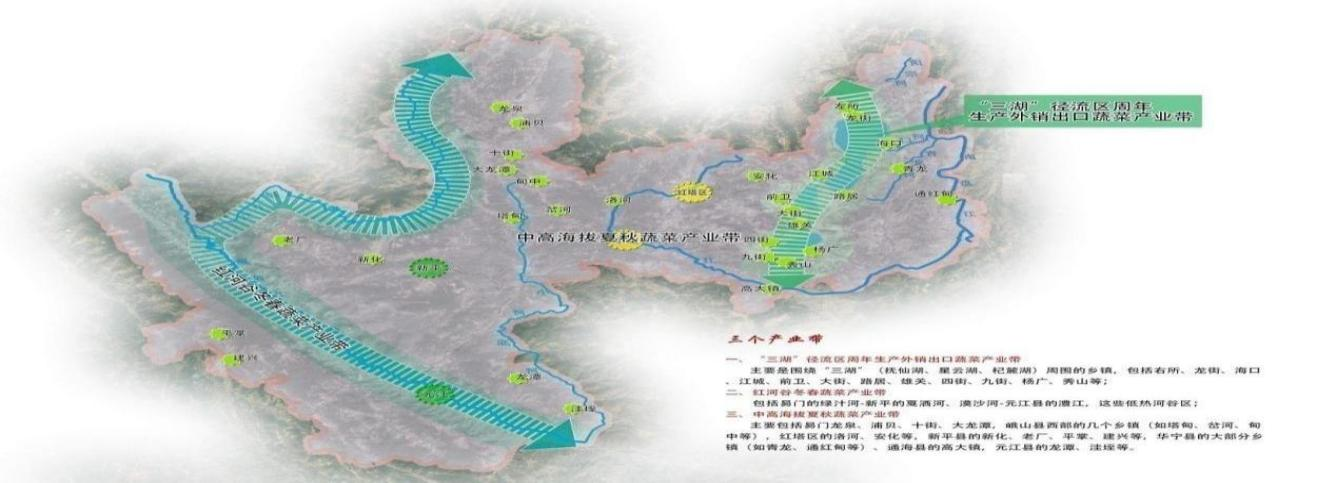 龙泉
浦贝
十街
大龙潭
甸中
塔甸
岔河
洛河
红塔区
安化
右所
龙街
海口
江城
青龙
前卫
路居
通红甸
大街
雄关
四街
九街
杨广
秀山
高大镇
老厂
新化
新平
平掌
建兴
龙潭
洼垤
“三湖”径流区周年
生产外销出口蔬菜产业带
中高海拔夏秋蔬菜产业带
红河谷冬春蔬菜产业带
三个产业带
一、“三湖”径流区周年生产外销出口蔬菜产业带
主要是围绕“三湖”（抚仙湖、星云湖、杞麓湖）周围的乡镇，包括右所、龙街、海口
、江城、前卫、大街、路居、雄关、四街、九街、杨广、秀山等；
二、红河谷冬春蔬菜产业带
包括易门的绿汁河-新平的夏洒河、漠沙河-元江县的澧江，这些低热河谷区；
三、中高海拔夏秋蔬菜产业带
主要包括易门龙泉、浦贝、十街、大龙潭，峨山县西部的几个乡镇（如塔甸、岔河、甸
中等），红塔区的洛河、安化等，新平县的新化、老厂、平掌、建兴等，华宁县的大部分乡
镇（如青龙、通红甸等）、通海县的高大镇，元江县的龙潭、洼垤等。